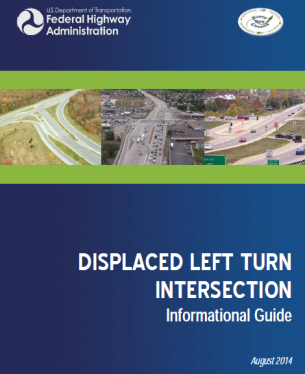 U.S. Department of Transportation
Federal Highway
Administration
DISPLACED LEFT TURN
INTERSECTION
Informational Guide
August 2014